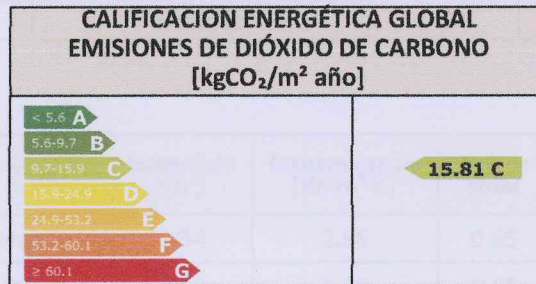 CALIFICACIÓN ENERGÉTICA GLOBAL
EMISIONES DE DIÓXIDO DE CARBONO
[kgCO₂/m² año]
< 5.6 A
5.6-9.7 B
9.7-15.9 C
15.9-24.9 D
24.9-53.2 E
53.2-60.1 F
≥ 60.1 G
15.81 C